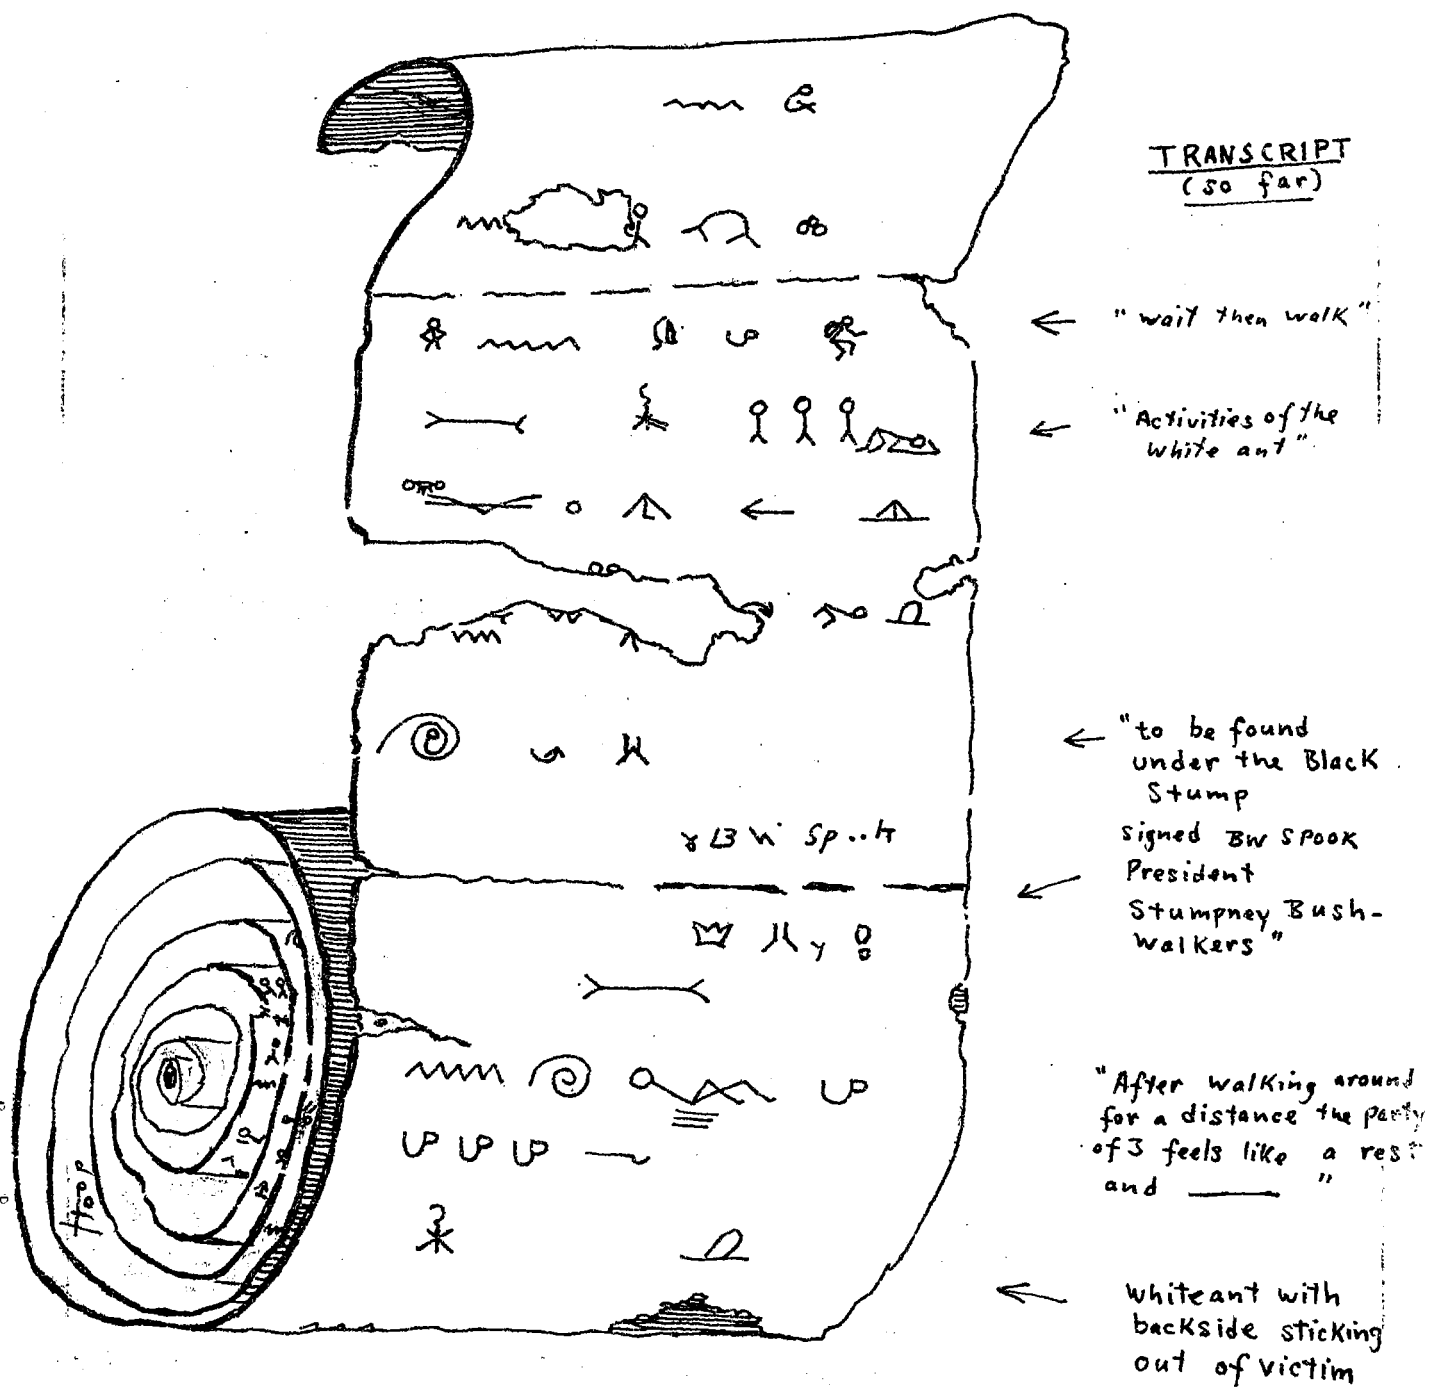 TRANSCRIPT
(so far)
"wait then walk"
"Activities of the
white ant".
"to be found
under the Black
Stump
signed BW SPOOK
President
Stumpney Bush-
walkers"
"After walking around
for a distance the party
of 3 feels like a rest
and ______ "
whiteant with
backside sticking
out of victim